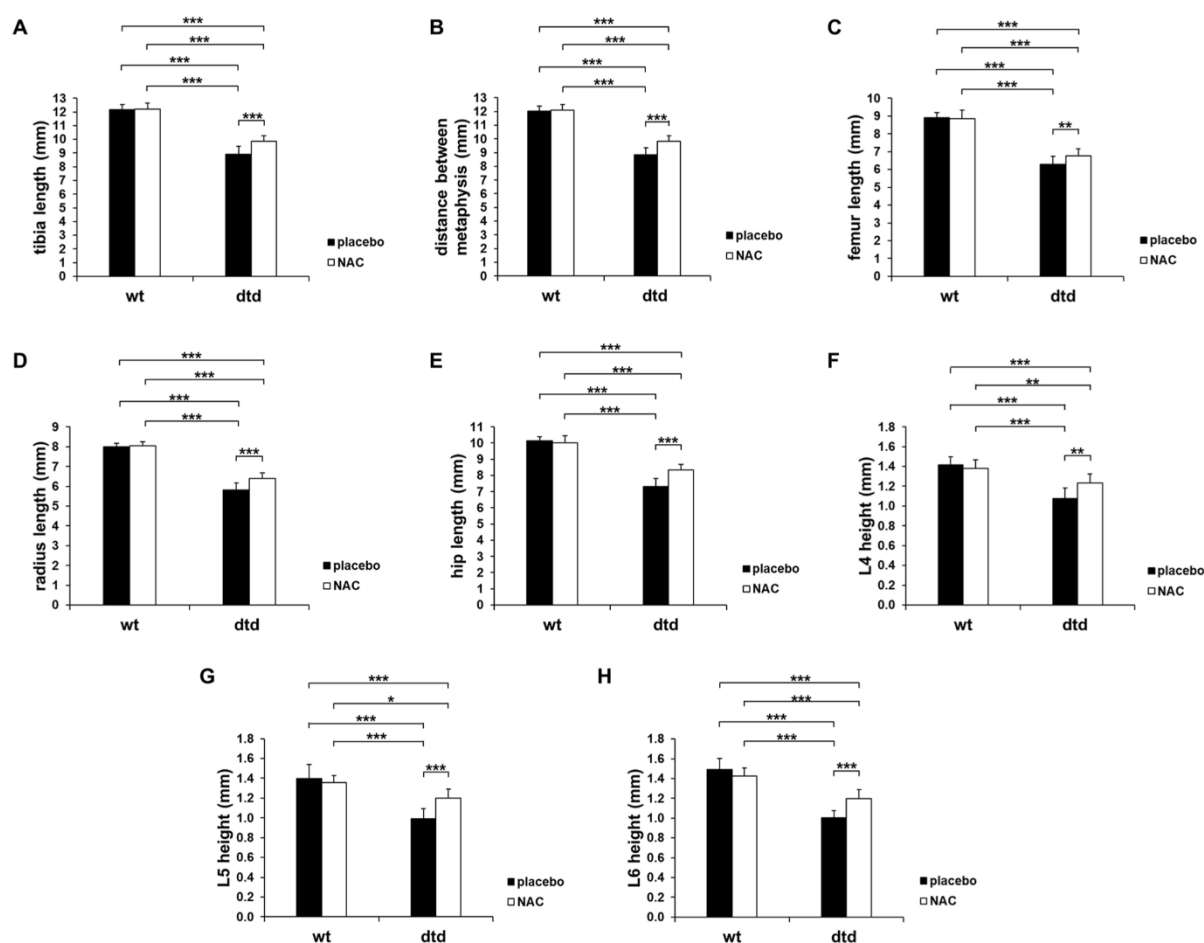 A
***
***
***
***
***
tibia length (mm)
13
12
11
10
9
8
7
6
5
4
3
2
1
0
wt
dtd
placebo
NAC
B
***
***
***
***
***
distance between
metaphysis (mm)
13
12
11
10
9
8
7
6
5
4
3
2
1
0
wt
dtd
placebo
NAC
C
***
***
***
***
**
femur length (mm)
10
9
8
7
6
5
4
3
2
1
0
wt
dtd
placebo
NAC
D
***
***
***
***
***
radius length (mm)
9
8
7
6
5
4
3
2
1
0
wt
dtd
placebo
NAC
E
***
***
***
***
***
hip length (mm)
11
10
9
8
7
6
5
4
3
2
1
0
wt
dtd
placebo
NAC
F
***
**
***
***
**
L4 height (mm)
1.8
1.6
1.4
1.2
1.0
0.8
0.6
0.4
0.2
0.0
wt
dtd
placebo
NAC
G
***
*
***
***
***
L5 height (mm)
1.8
1.6
1.4
1.2
1.0
0.8
0.6
0.4
0.2
0.0
wt
dtd
placebo
NAC
H
***
***
***
***
***
L6 height (mm)
1.8
1.6
1.4
1.2
1.0
0.8
0.6
0.4
0.2
0.0
wt
dtd
placebo
NAC